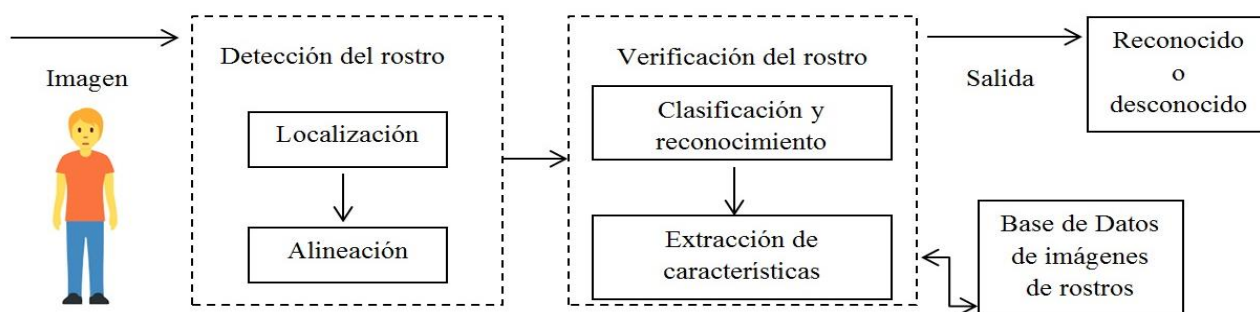 Imagen
Detección del rostro
Localización
Alineación
Verificación del rostro
Clasificación y
reconocimiento
Extracción de
características
Salida
Reconocido
o
desconocido
Base de Datos
de imágenes
de rostros